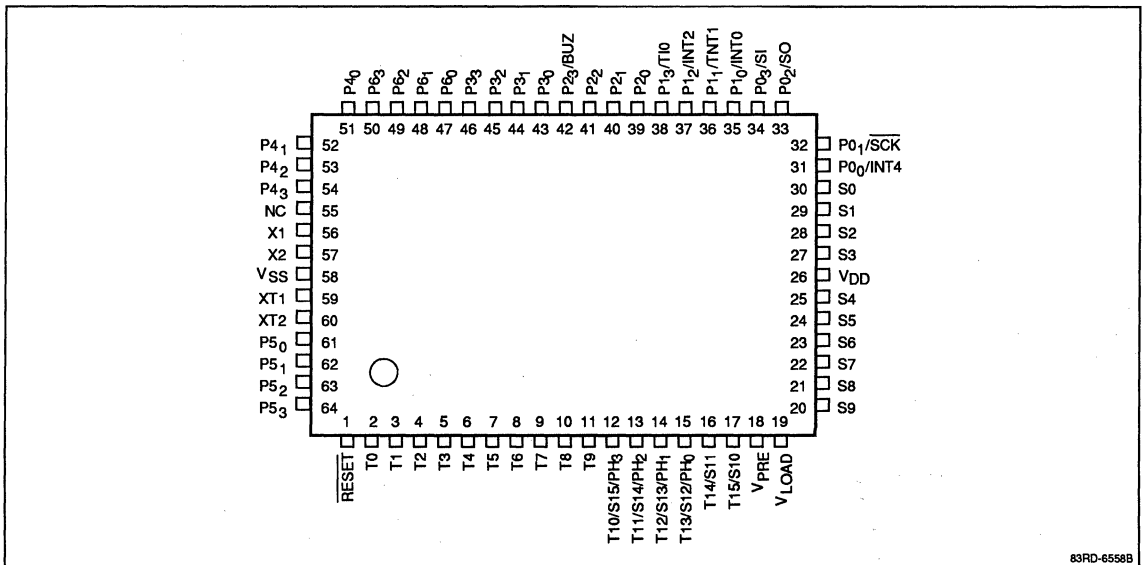 P4₀ P6₃ P6₂ P6₁ P6₀ P3₃ P3₂ P3₁ P3₀ P2₃/BUZ P2₂ P2₁ P2₀ P1₃/TI0 P1₂/INT2 P1₁/TNT1 P1₀/INT0 P0₃/SI P0₂/SO
51 50 49 48 47 46 45 44 43 42 41 40 39 38 37 36 35 34 33
P4₁ 52
P4₂ 53
P4₃ 54
NC 55
X1 56
X2 57
VSS 58
XT1 59
XT2 60
P5₀ 61
P5₁ 62
P5₂ 63
P5₃ 64
32 P0₁/S̅C̅K̅
31 P0₀/INT4
30 S0
29 S1
28 S2
27 S3
26 VDD
25 S4
24 S5
23 S6
22 S7
21 S8
20 S9
1 2 3 4 5 6 7 8 9 10 11 12 13 14 15 16 17 18 19
R̅E̅S̅E̅T̅ T0 T1 T2 T3 T4 T5 T6 T7 T8 T9 T10/S15/PH₃ T11/S14/PH₂ T12/S13/PH₁ T13/S12/PH₀ T14/S11 T15/S10 VPRE VLOAD
83RD-6558B